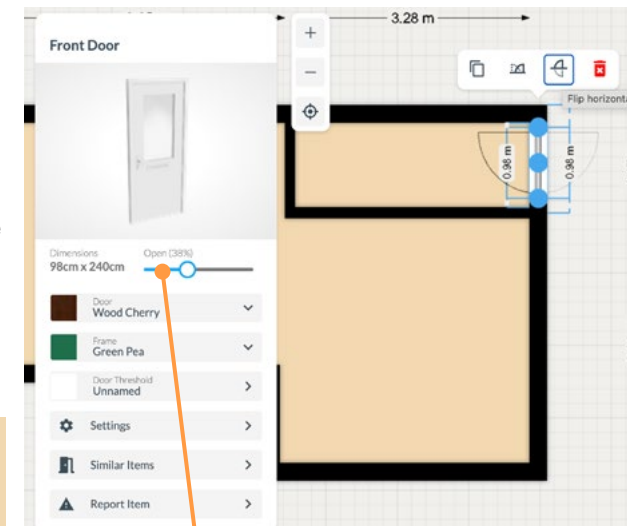 3.28 m
Front Door
Flip horizonta
0.98 m
0.98 m
Dimensions
98cm x 240cm
Open (38%)
Door
Wood Cherry
Frame
Green Pea
Door Threshold
Unnamed
Settings
Similar Items
Report Item